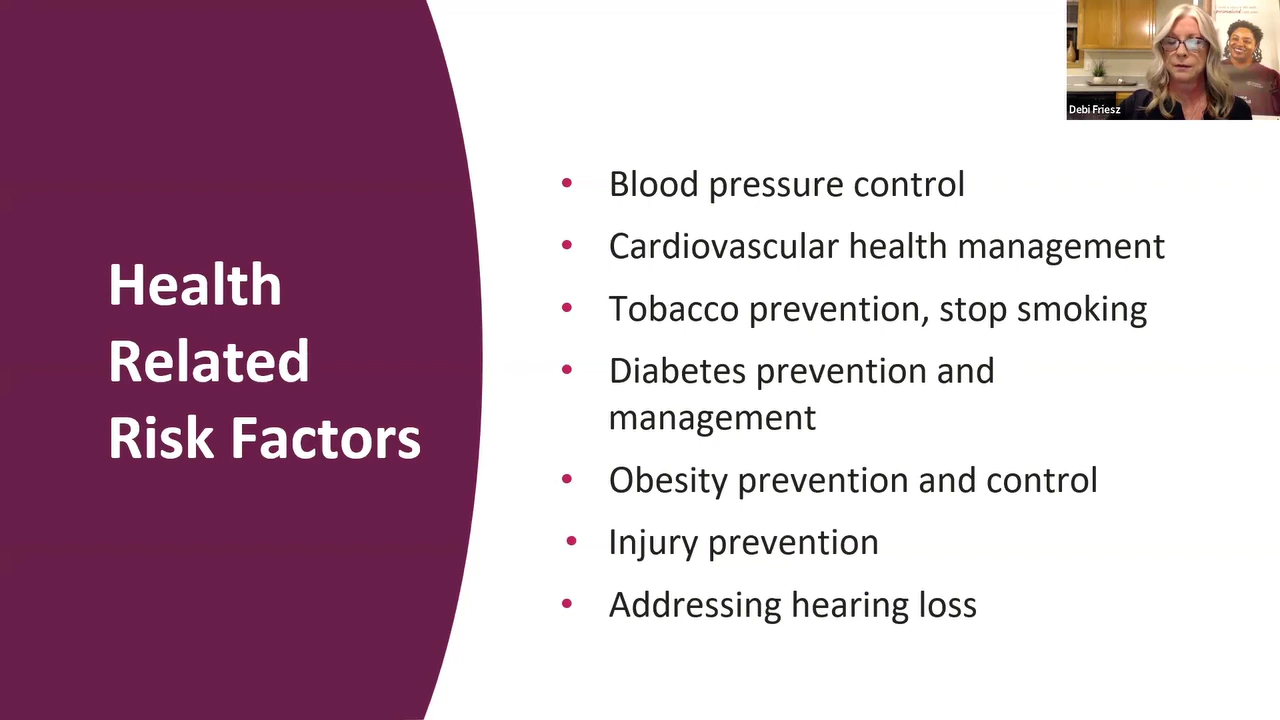 Debi Friesz
Health
Related
Risk Factors
• Blood pressure control
• Cardiovascular health management
• Tobacco prevention, stop smoking
• Diabetes prevention and
management
• Obesity prevention and control
• Injury prevention
• Addressing hearing loss